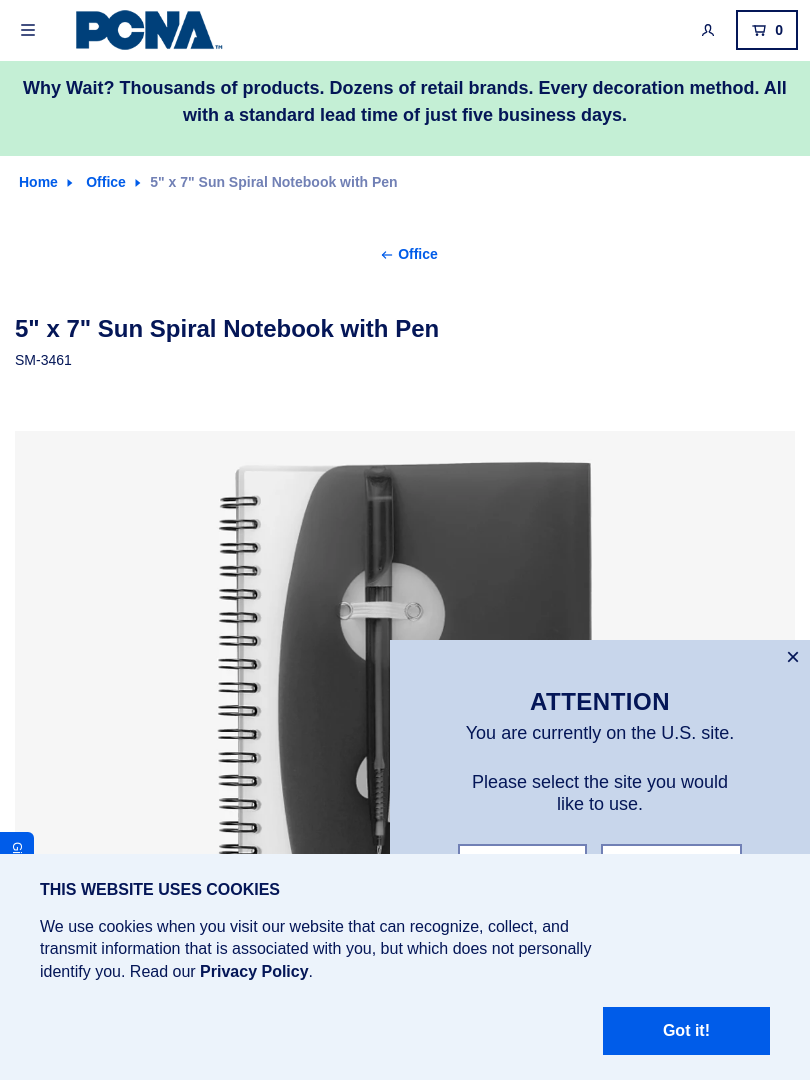 PCNA™
0
Why Wait? Thousands of products. Dozens of retail brands. Every decoration method. All
with a standard lead time of just five business days.
Home Office 5" x 7" Sun Spiral Notebook with Pen
← Office
5" x 7" Sun Spiral Notebook with Pen
SM-3461
×
ATTENTION
You are currently on the U.S. site.
Please select the site you would
like to use.
THIS WEBSITE USES COOKIES
We use cookies when you visit our website that can recognize, collect, and
transmit information that is associated with you, but which does not personally
identify you. Read our Privacy Policy.
Got it!